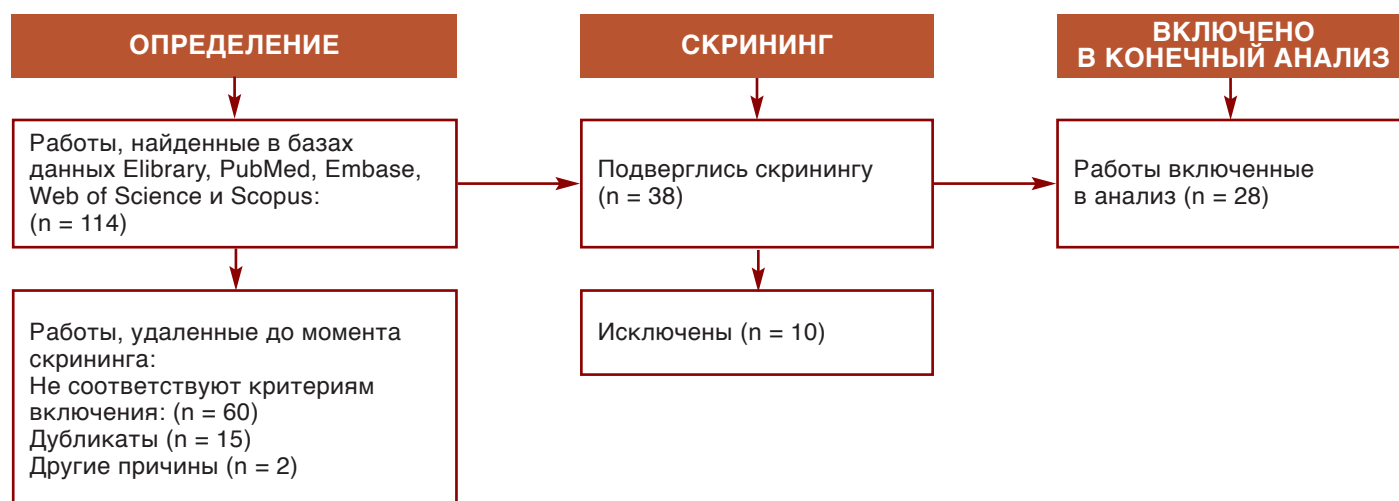 ОПРЕДЕЛЕНИЕ
Работы, найденные в базах
данных Elibrary, PubMed, Embase,
Web of Science и Scopus:
(n = 114)
Работы, удаленные до момента
скрининга:
Не соответствуют критериям
включения: (n = 60)
Дубликаты (n = 15)
Другие причины (n = 2)
СКРИНИНГ
Подверглись скринингу
(n = 38)
Исключены (n = 10)
ВКЛЮЧЕНО
В КОНЕЧНЫЙ АНАЛИЗ
Работы включенные
в анализ (n = 28)